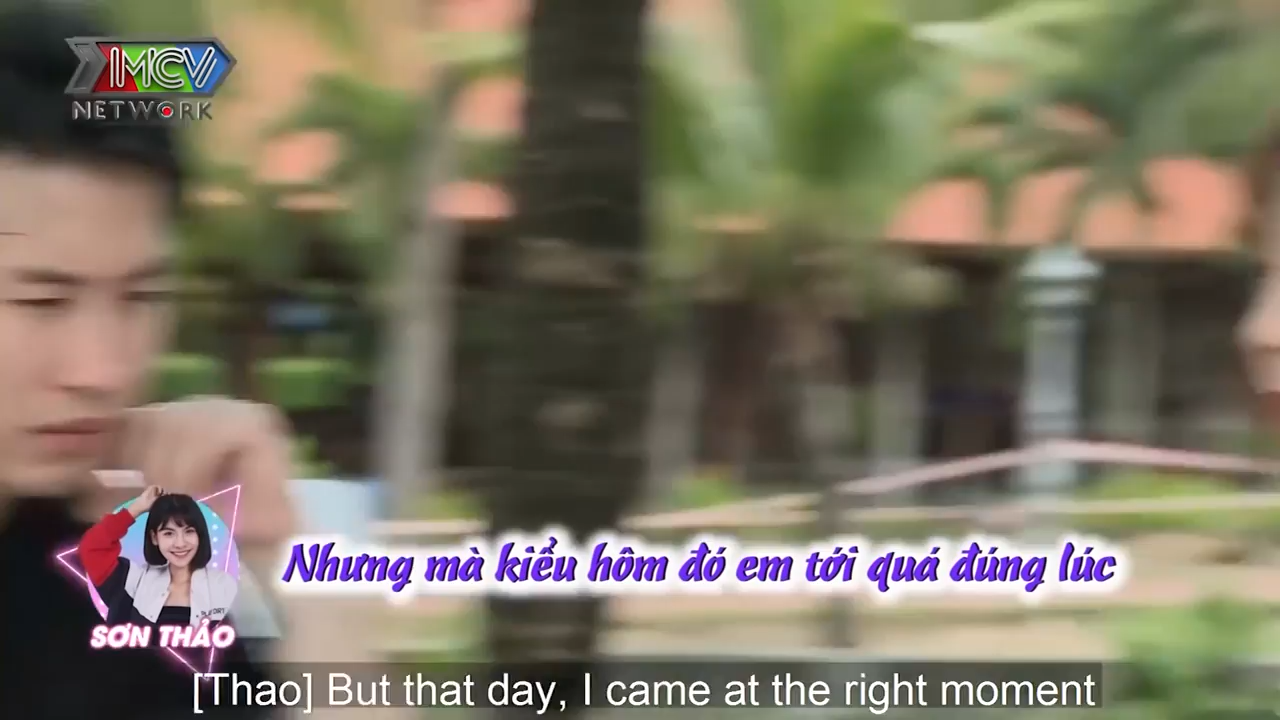 MCV
NETWORK
Nhưng mà kiểu hôm đó em tới quá đúng lúc
SƠN THẢO
[Thao] But that day, I came at the right moment